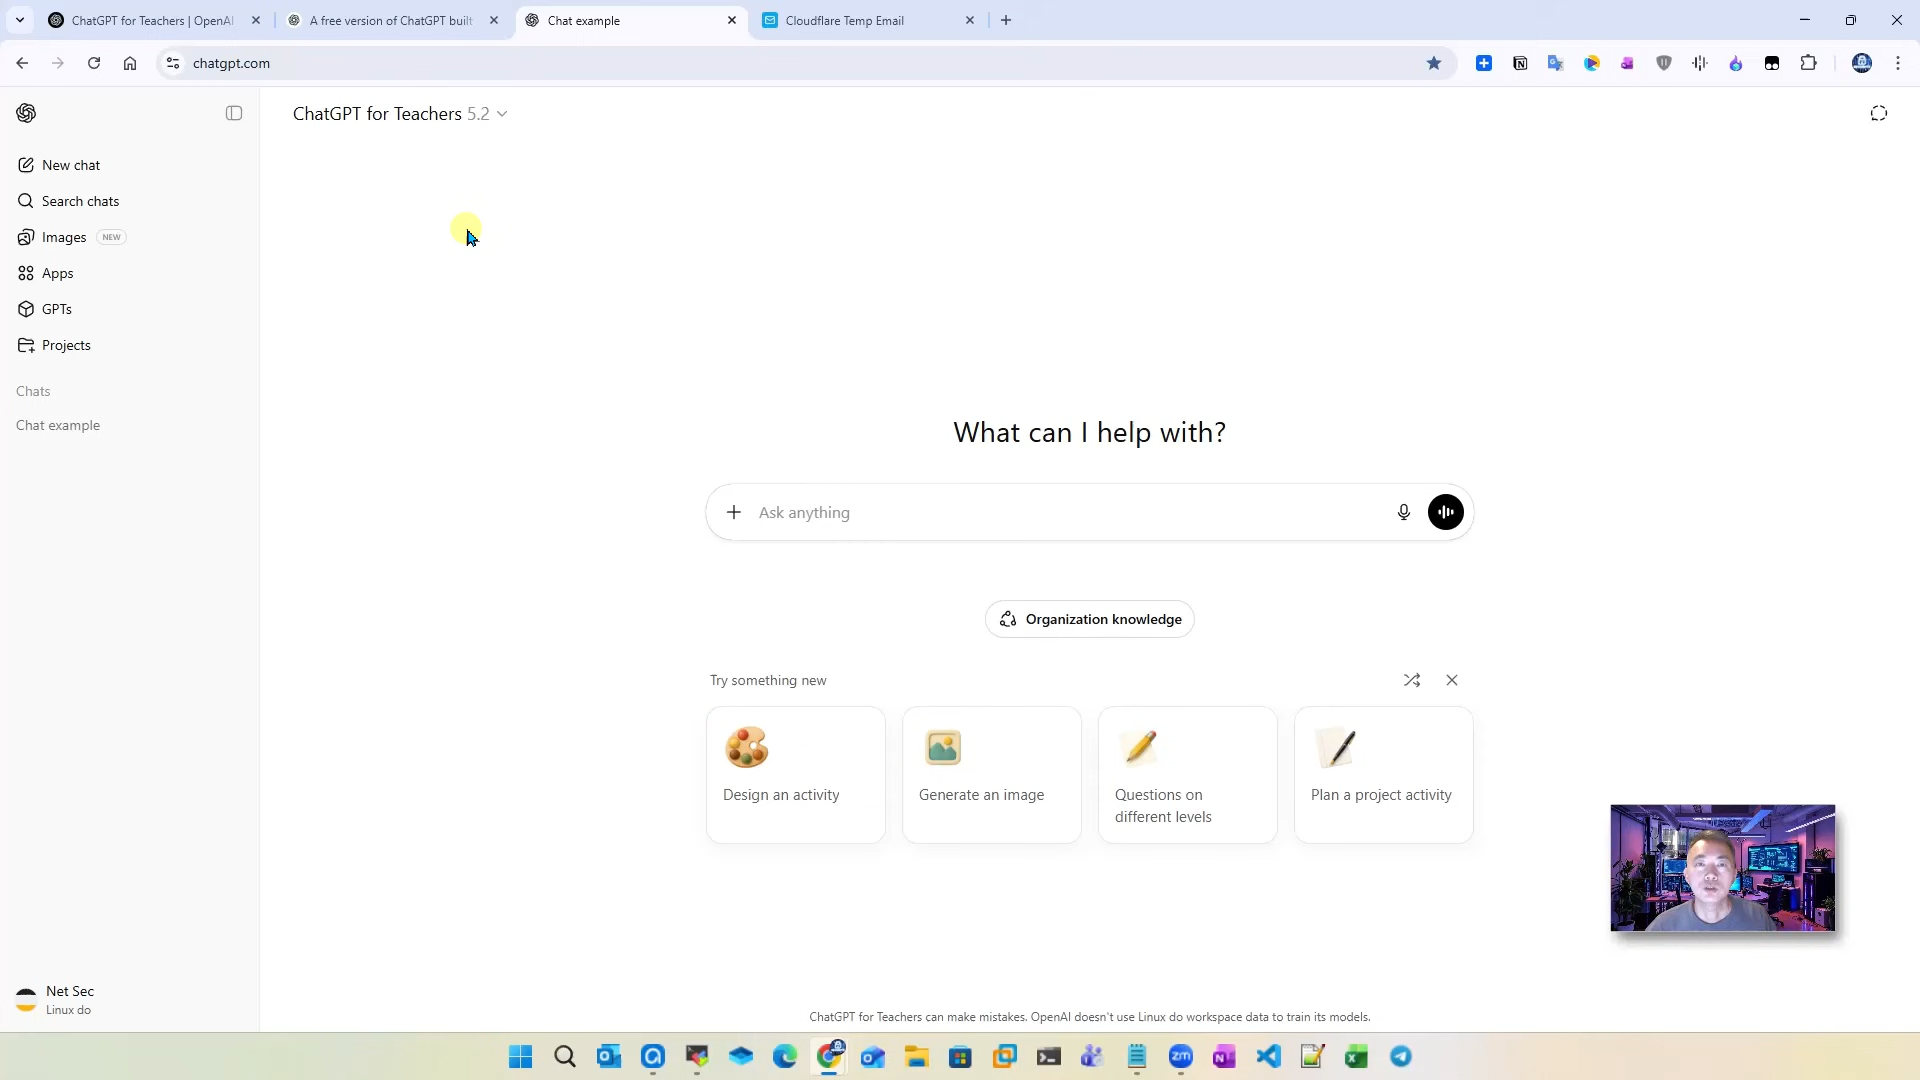 ChatGPT for Teachers | OpenAI
A free version of ChatGPT built
Chat example
Cloudflare Temp Email
chatgpt.com
ChatGPT for Teachers 5.2
New chat
Search chats
Images NEW
Apps
GPTs
Projects
Chats
Chat example
What can I help with?
Ask anything
Organization knowledge
Try something new
Design an activity
Generate an image
Questions on
different levels
Plan a project activity
Net Sec
Linux do
ChatGPT for Teachers can make mistakes. OpenAI doesn't use Linux do workspace data to train its models.